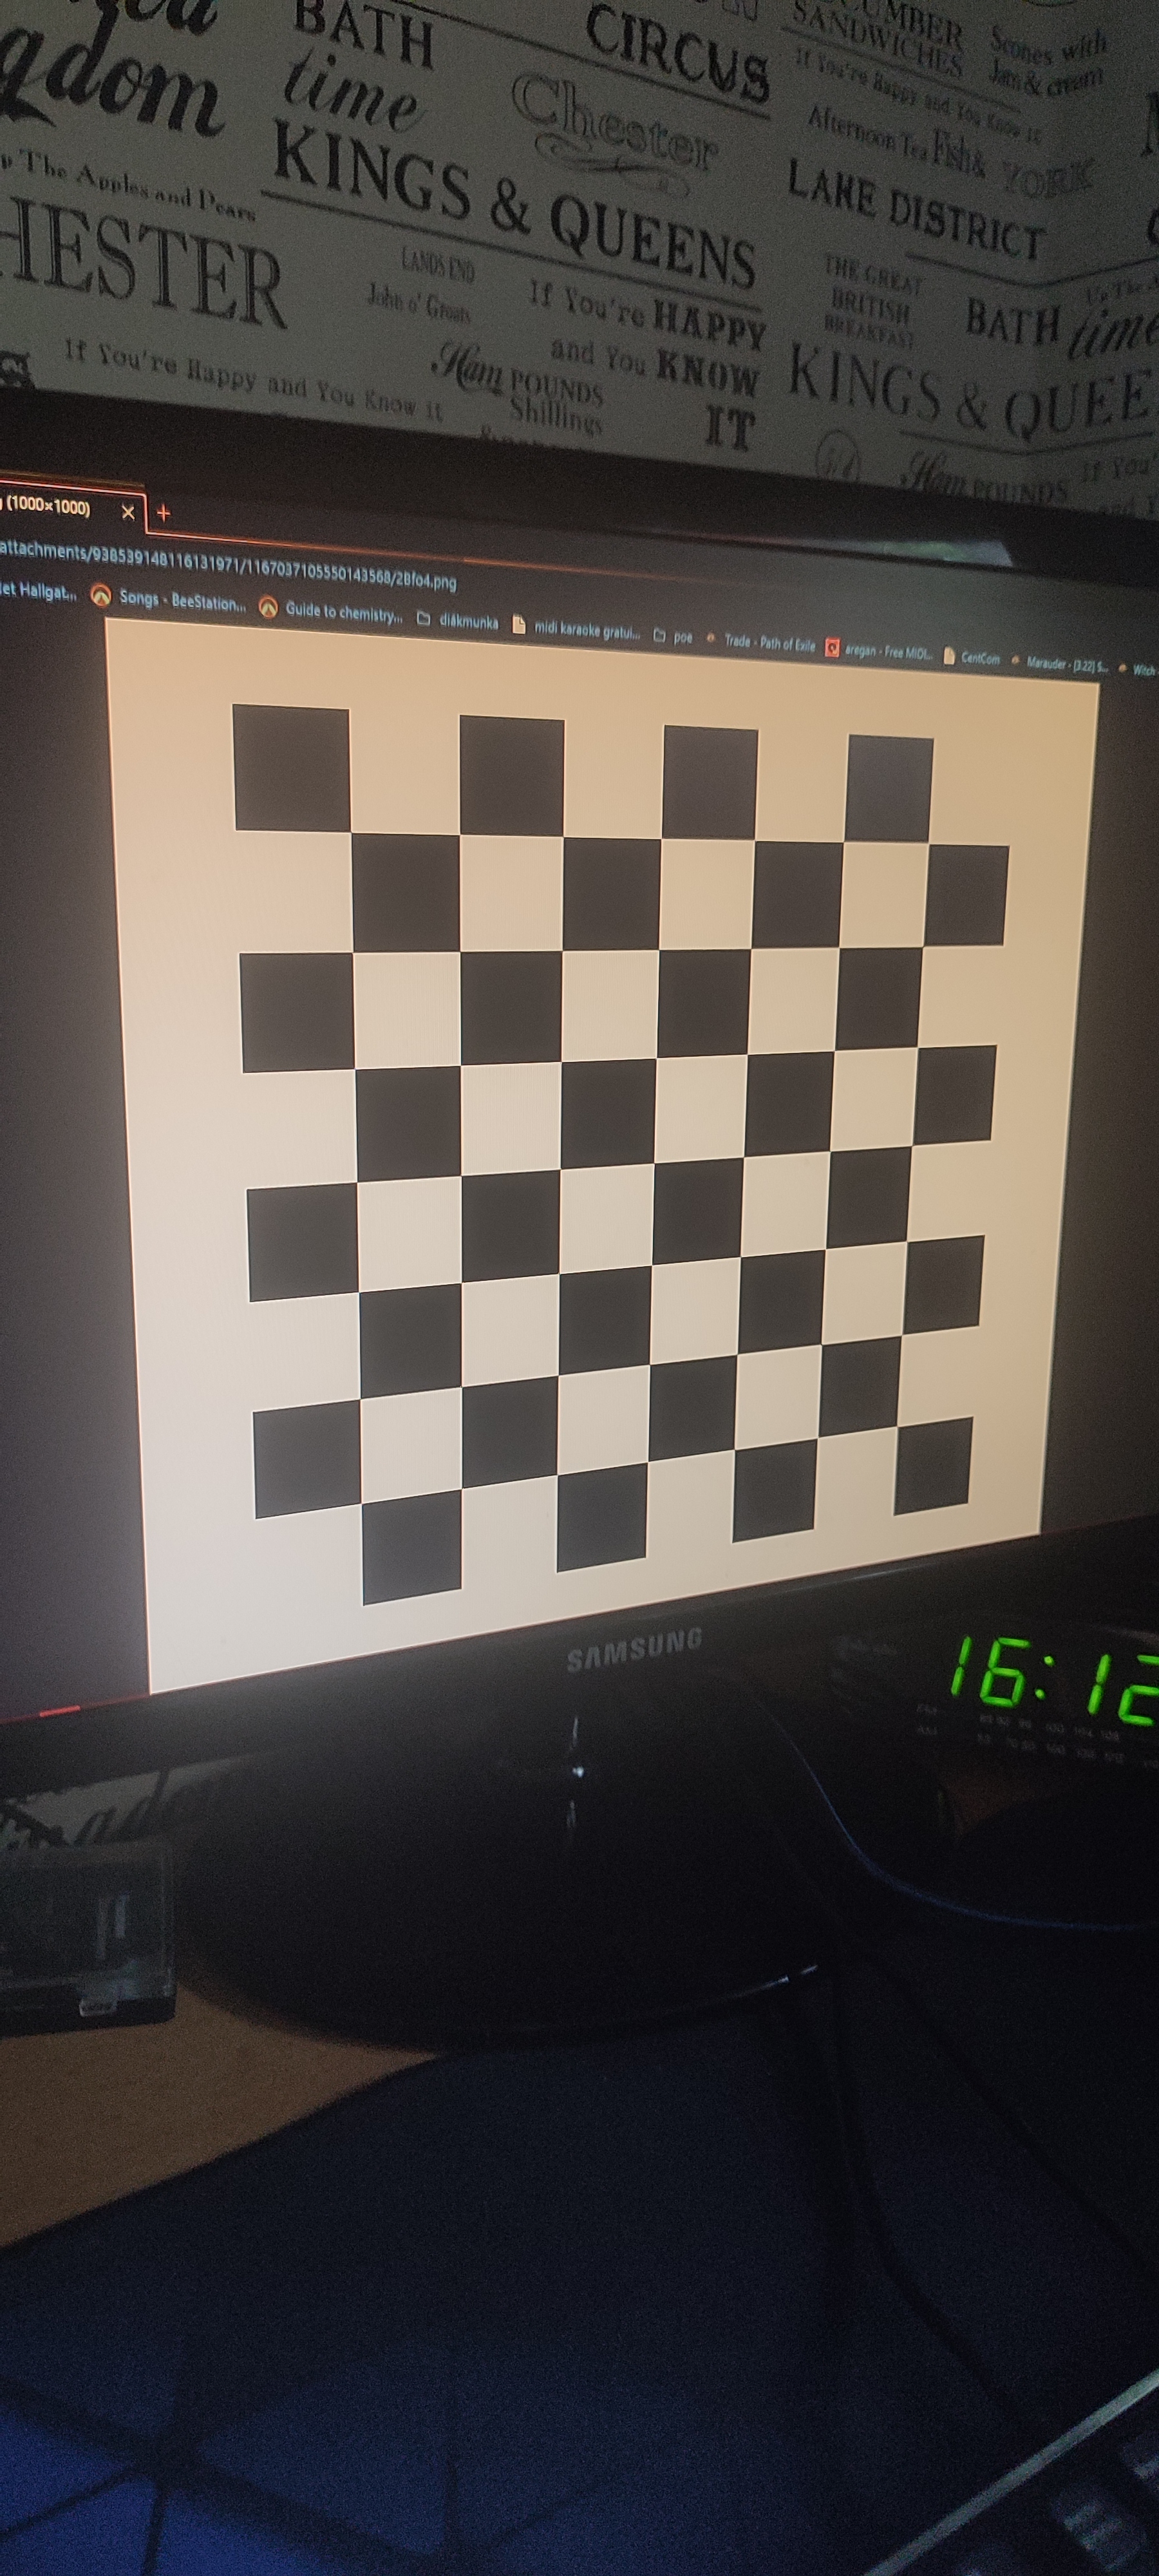 gdom
BATH
time
CIRCUS
CUMBER
SANDWICHES
Scones with
Jam & cream
Chester
If You're Happy and You Know it
Afternoon Tea
Fish &
YORK
KINGS & QUEENS
LAKE DISTRICT
The Apples and Pears
HESTER
LANDS END
John o' Groats
If You're HAPPY
and You KNOW
IT
THE GREAT
BRITISH
BREAKFAST
BATH time
KINGS & QUEE
If You're Happy and You Know it
Ham POUNDS
Shillings
Ham POUNDS
If You'
and Y
(1000×1000)
attachments/938539148116131971/1167037105550143568/28fo4.png
et Hallgat...
Songs - BeeStation...
Guide to chemistry...
diákmunka
midi karaoke gratui...
poe
Trade - Path of Exile
aregan - Free MIDI...
CentCom
Marauder - [3.22] S...
Witch
SAMSUNG
16:12